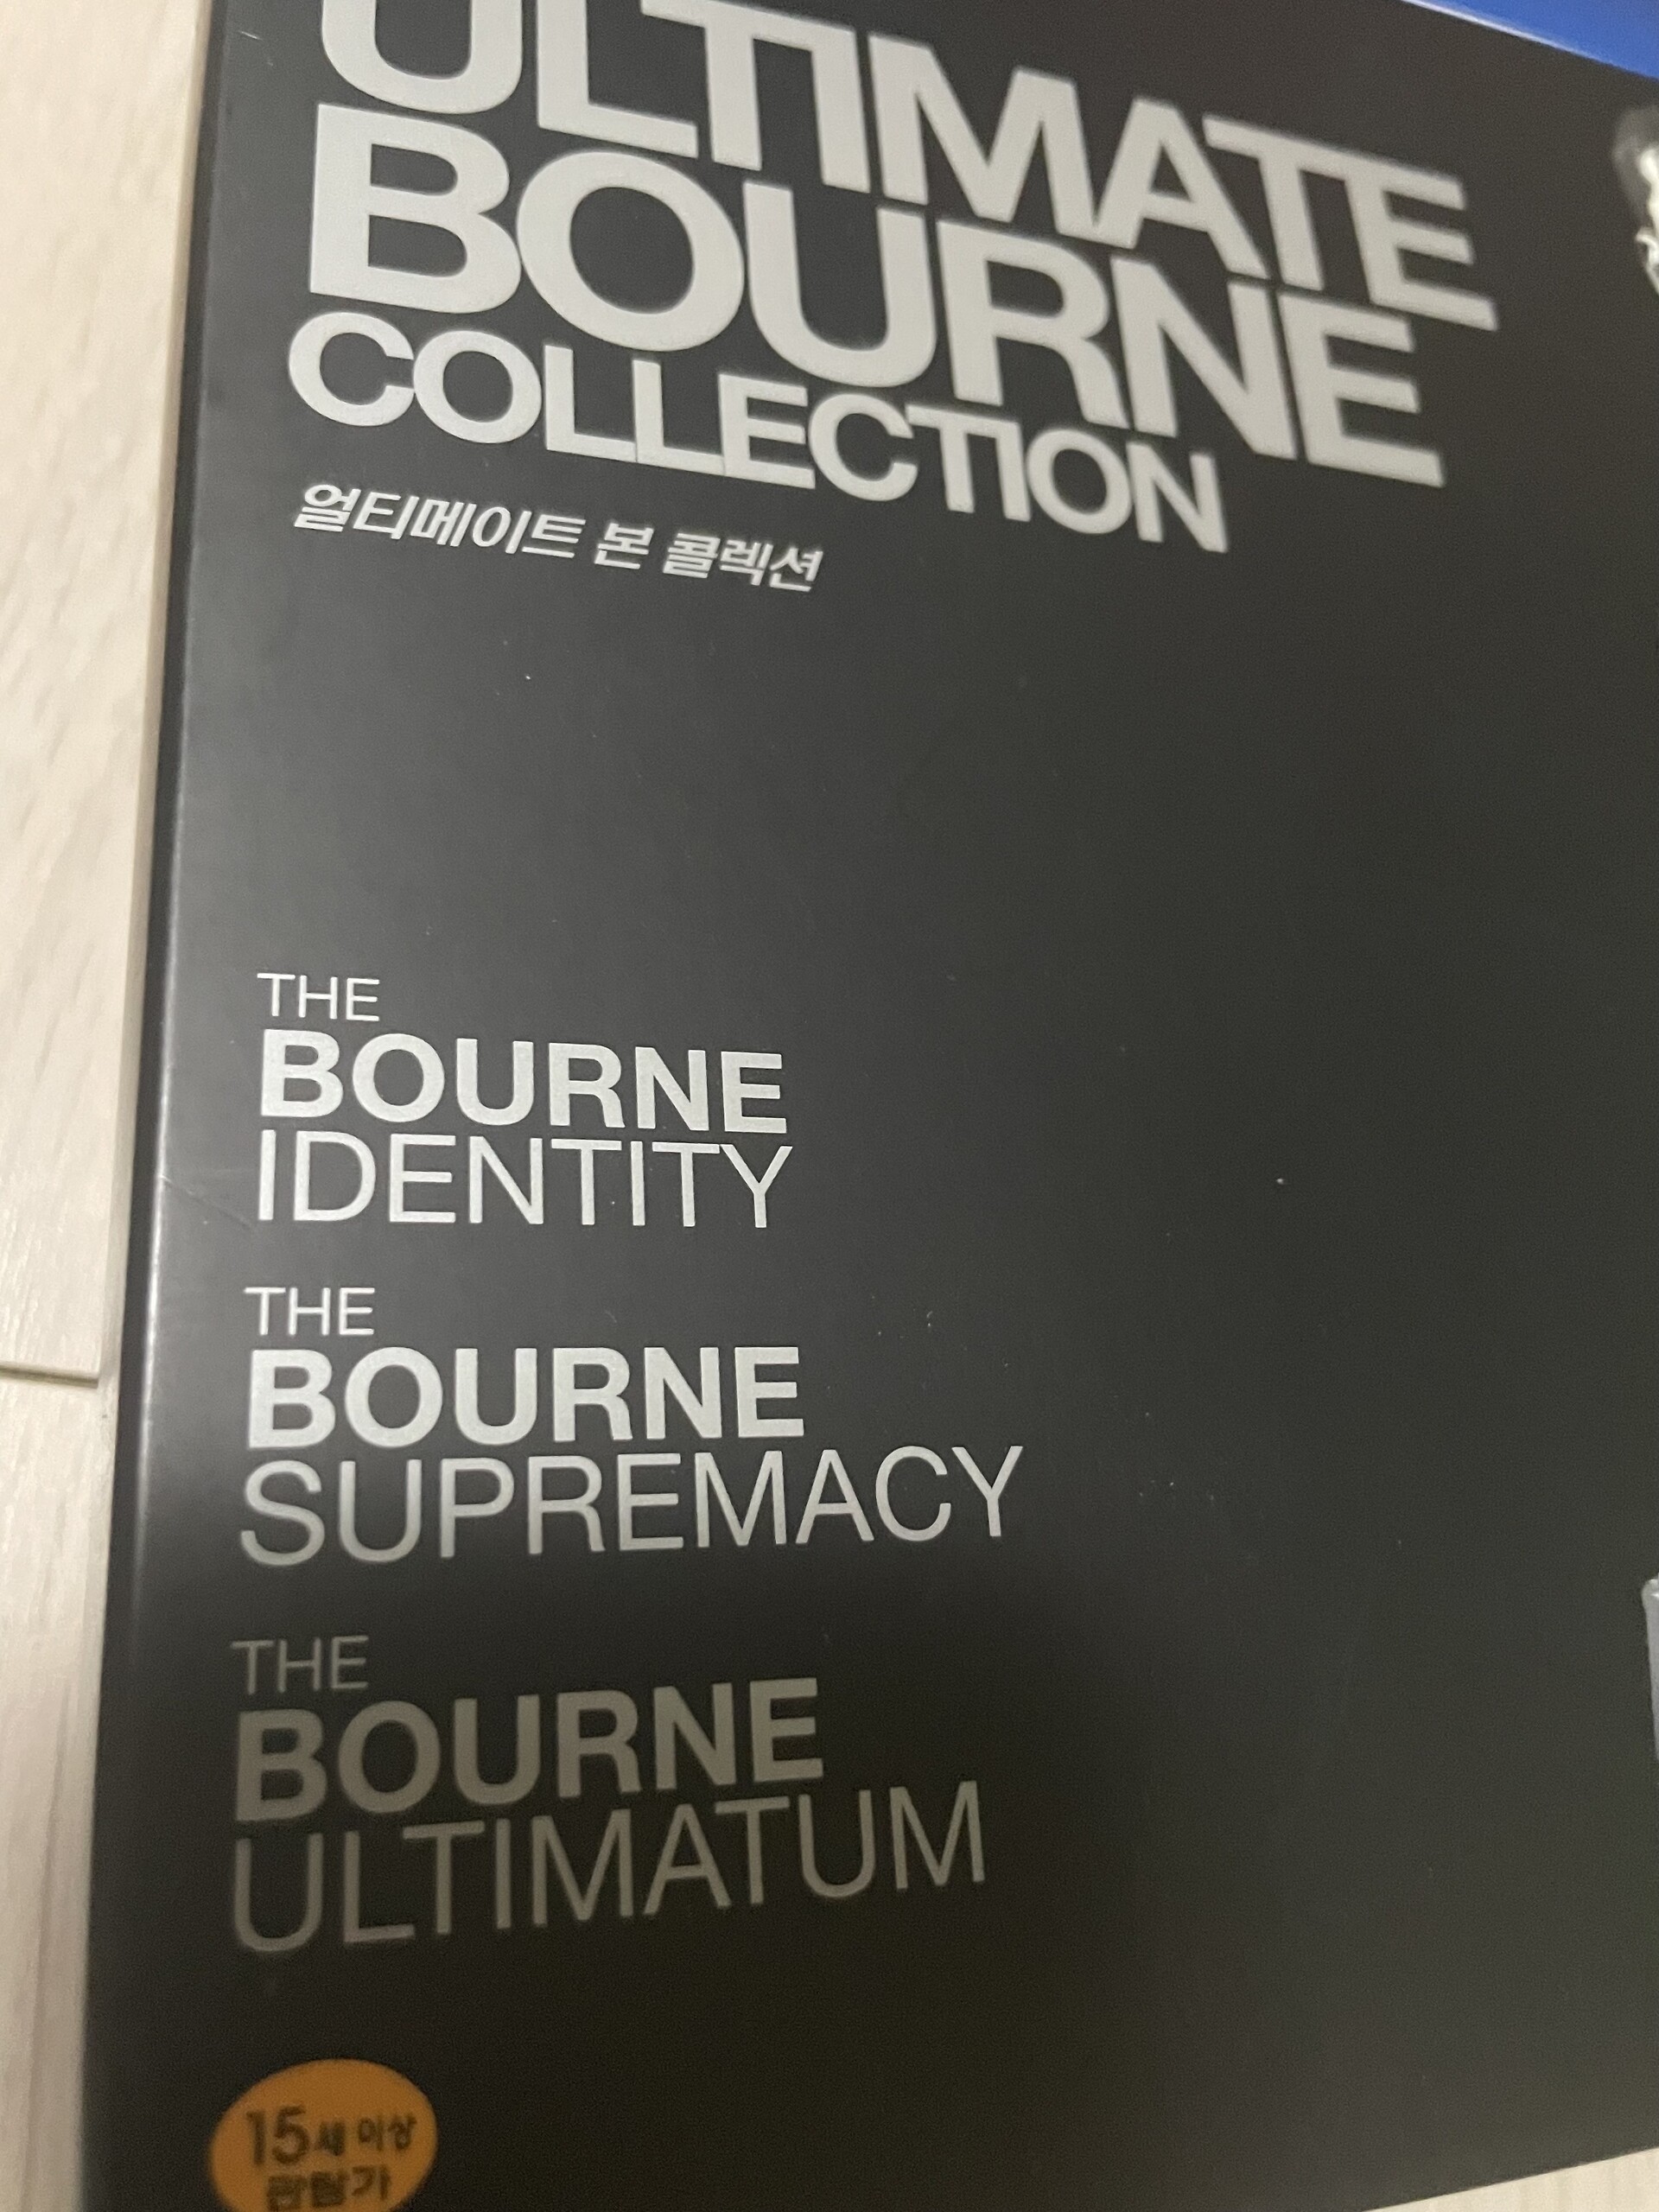 ULTIMATE
BOURNE
COLLECTION
얼티메이트 본 콜렉션
THE
BOURNE
IDENTITY
THE
BOURNE
SUPREMACY
THE
BOURNE
ULTIMATUM
15세 이상
관람가